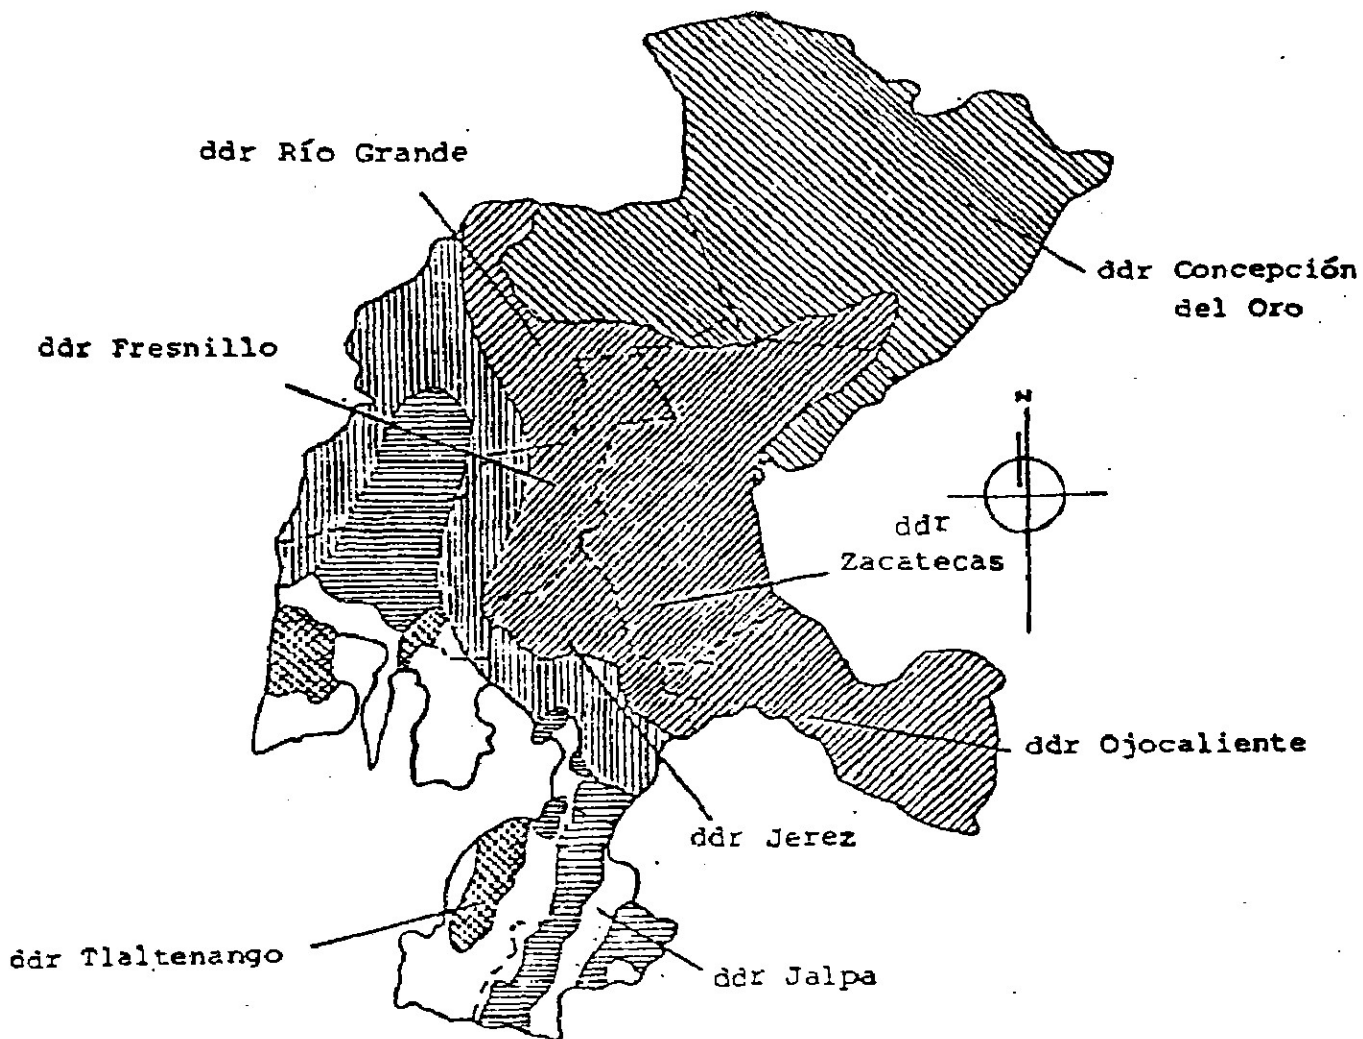 ddr Río Grande
ddr Concepción
del Oro
ddr Fresnillo
N
ddr
Zacatecas
ddr Ojocaliente
ddr Jerez
ddr Tlaltenango
ddr Jalpa